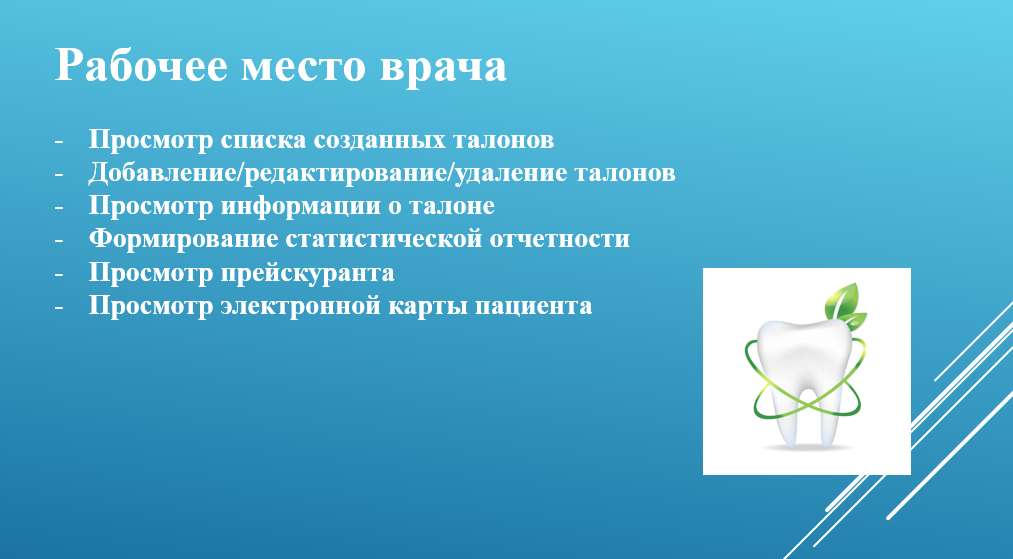 Рабочее место врача
- Просмотр списка созданных талонов
- Добавление/редактирование/удаление талонов
- Просмотр информации о талоне
- Формирование статистической отчетности
- Просмотр прейскуранта
- Просмотр электронной карты пациента